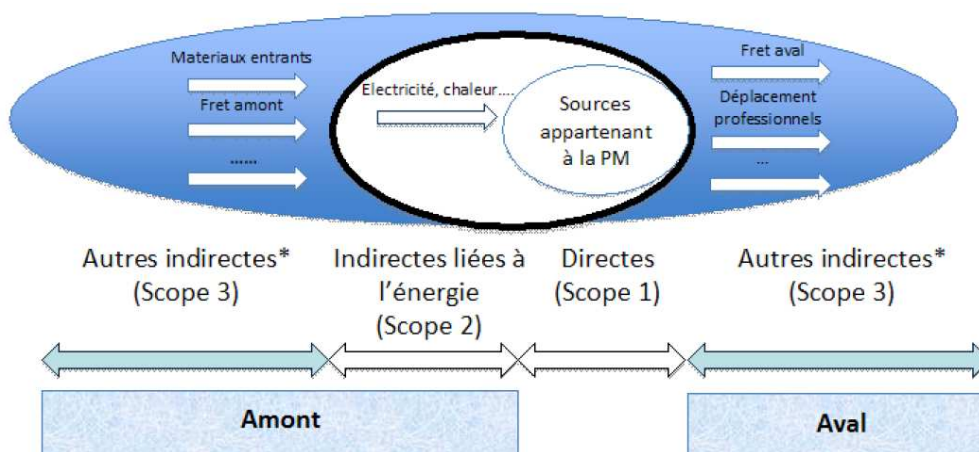 Materiaux entrants
Fret amont
......
Electricité, chaleur....
Sources
appartenant
à la PM
Fret aval
Déplacement
professionnels
...
Autres indirectes*
(Scope 3)
Indirectes liées à
l'énergie
(Scope 2)
Directes
(Scope 1)
Autres indirectes*
(Scope 3)
Amont
Aval